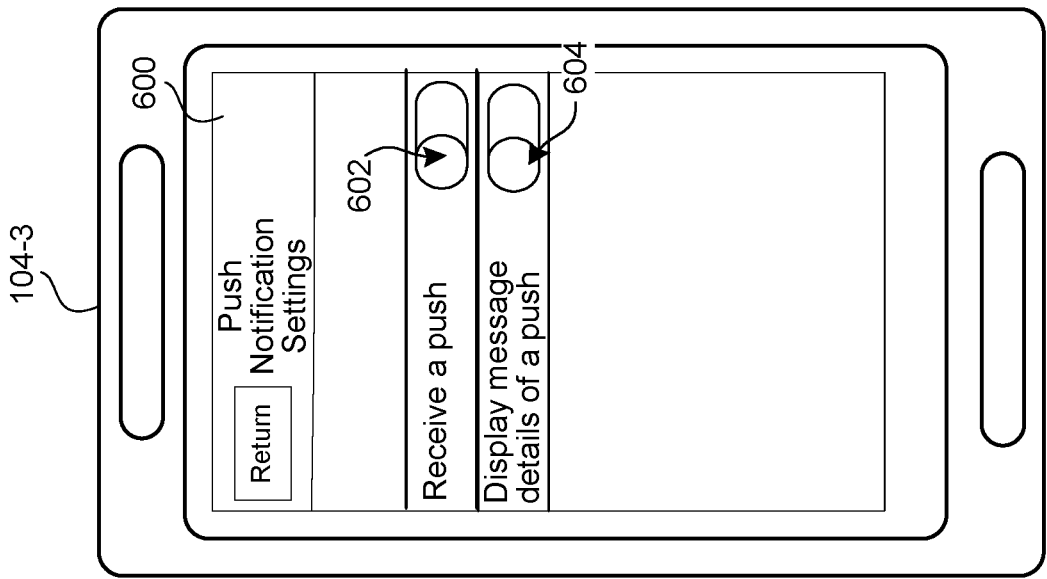 104-3
600
Return
Push
Notification
Settings
602
Receive a push
Display message
details of a push
604